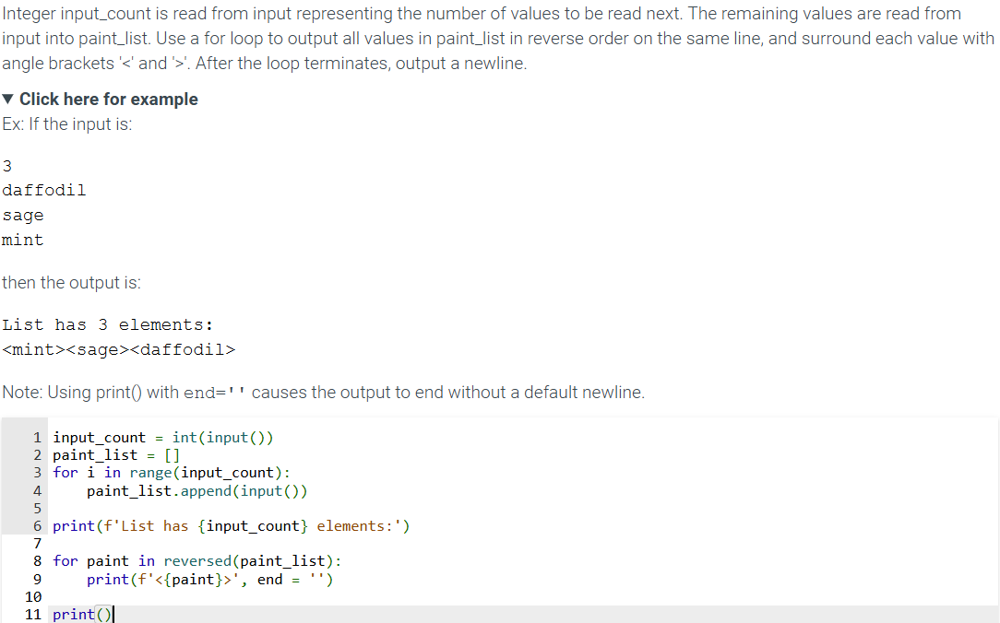 Integer input_count is read from input representing the number of values to be read next. The remaining values are read from
input into paint_list. Use a for loop to output all values in paint_list in reverse order on the same line, and surround each value with
angle brackets '<' and '>'. After the loop terminates, output a newline.
▼ Click here for example
Ex: If the input is:
3
daffodil
sage
mint
then the output is:
List has 3 elements:
<mint><sage><daffodil>
Note: Using print() with end='' causes the output to end without a default newline.
1 input_count = int(input())
2 paint_list = []
3 for i in range(input_count):
4     paint_list.append(input())
5
6 print(f'List has {input_count} elements:')
7
8 for paint in reversed(paint_list):
9     print(f'<{paint}>', end = '')
10
11 print()